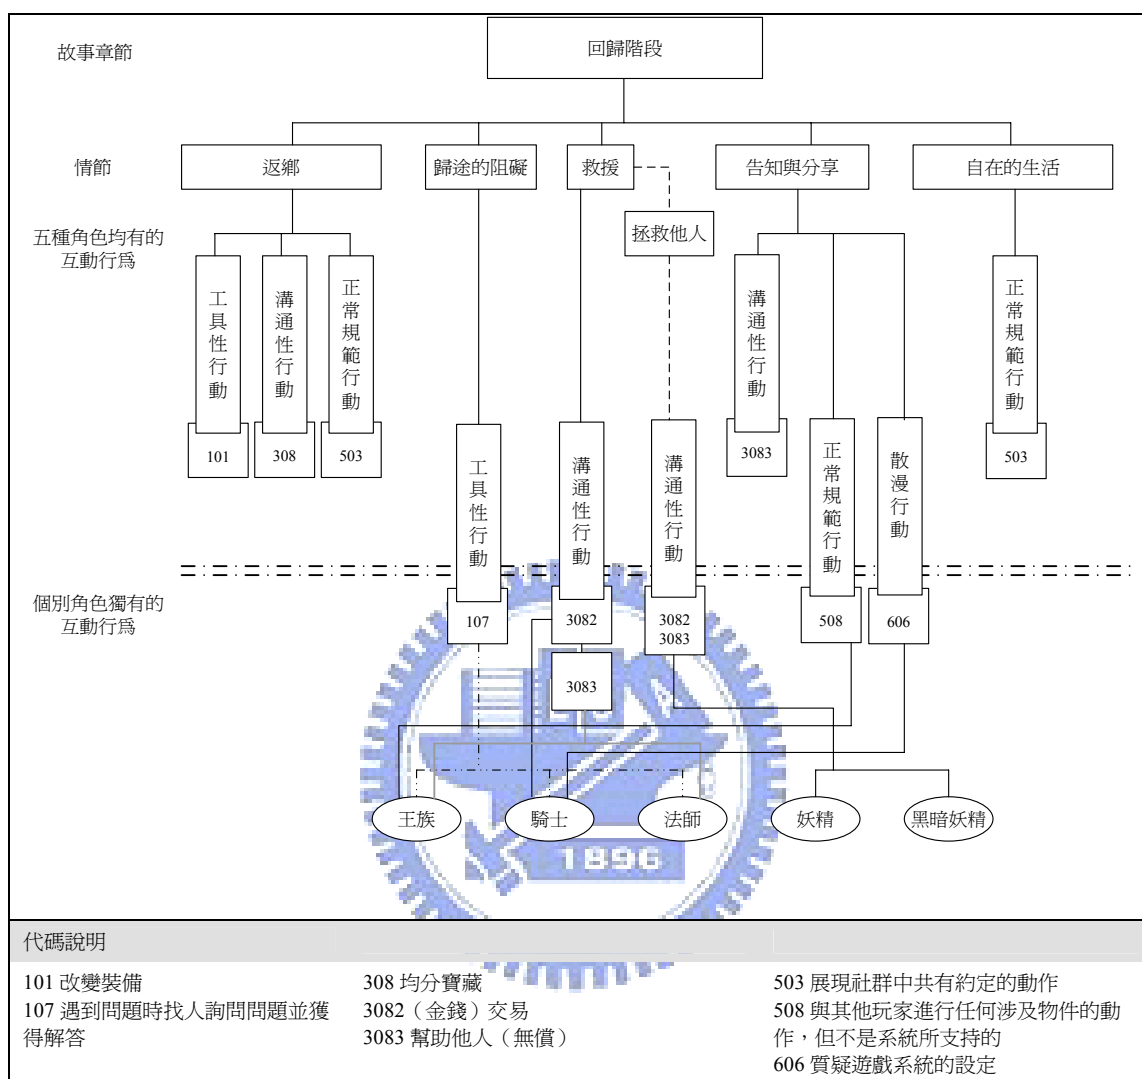 故事章節
回歸階段
情節
返鄉
歸途的阻礙
救援
告知與分享
自在的生活
拯救他人
五種角色均有的
互動行為
工具性行動
溝通性行動
正常規範行動
溝通性行動
正常規範行動
101
308
503
3083
503
工具性行動
溝通性行動
溝通性行動
正常規範行動
散漫行動
個別角色獨有的
互動行為
107
3082
3082
3083
508
606
3083
王族
騎士
法師
妖精
黑暗妖精
1896
代碼說明
101 改變裝備
107 遇到問題時找人詢問問題並獲
得解答
308 均分寶藏
3082（金錢）交易
3083 幫助他人（無償）
503 展現社群中共有約定的動作
508 與其他玩家進行任何涉及物件的動
作，但不是系統所支持的
606 質疑遊戲系統的設定